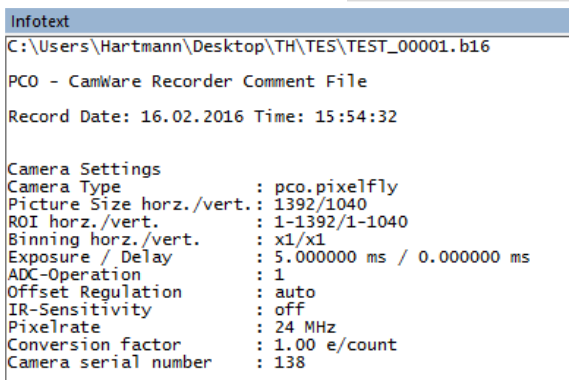 Infotext
C:\Users\Hartmann\Desktop\TH\TES\TEST_00001.b16
PCO - CamWare Recorder Comment File
Record Date: 16.02.2016 Time: 15:54:32
Camera Settings
Camera Type : pco.pixelfly
Picture Size horz./vert.: 1392/1040
ROI horz./vert. : 1-1392/1-1040
Binning horz./vert. : x1/x1
Exposure / Delay : 5.000000 ms / 0.000000 ms
ADC-Operation : 1
Offset Regulation : auto
IR-Sensitivity : off
Pixelrate : 24 MHz
Conversion factor : 1.00 e/count
Camera serial number : 138